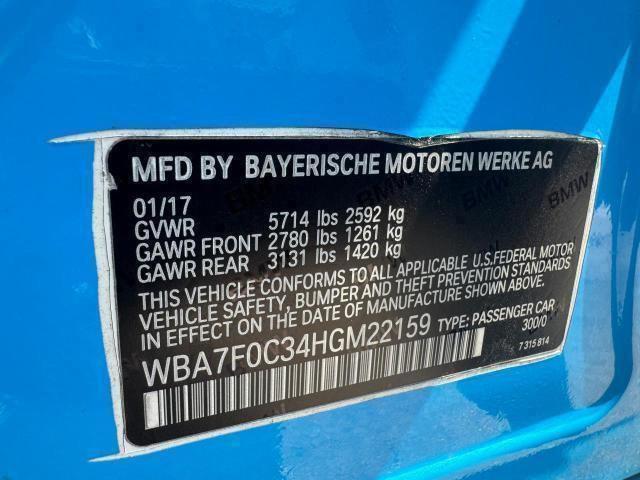 MFD BY BAYERISCHE MOTOREN WERKE AG
01/17
GVWR 5714 lbs 2592 kg
GAWR FRONT 2780 lbs 1261 kg
GAWR REAR 3131 lbs 1420 kg
THIS VEHICLE CONFORMS TO ALL APPLICABLE U.S.FEDERAL MOTOR
VEHICLE SAFETY, BUMPER AND THEFT PREVENTION STANDARDS
IN EFFECT ON THE DATE OF MANUFACTURE SHOWN ABOVE.
WBA7F0C34HGM22159 TYPE: PASSENGER CAR
300/0
7 315 814
BMW
BMW